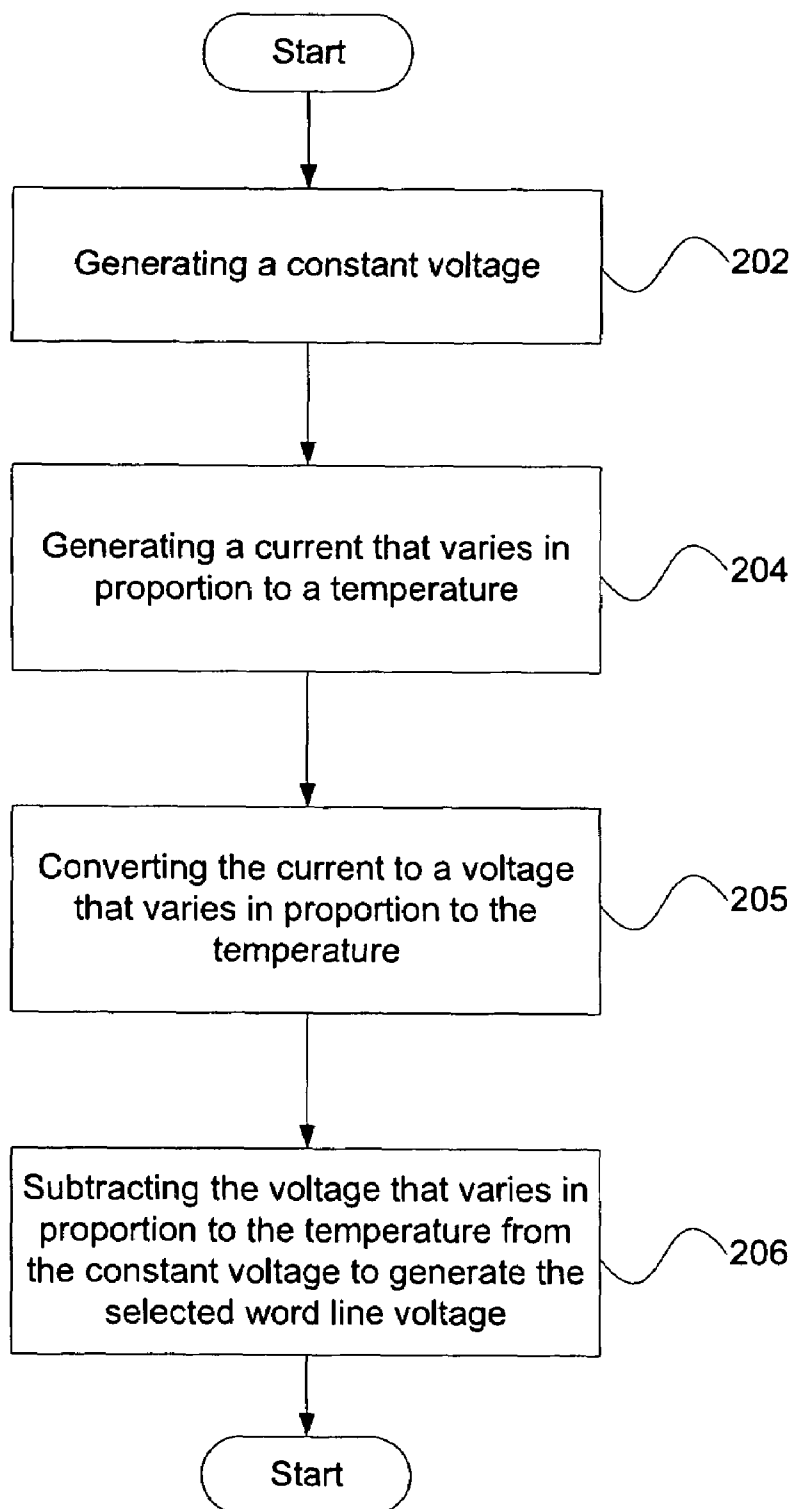 Start
Generating a constant voltage
202
Generating a current that varies in
proportion to a temperature
204
Converting the current to a voltage
that varies in proportion to the
temperature
205
Subtracting the voltage that varies in
proportion to the temperature from
the constant voltage to generate the
selected word line voltage
206
Start